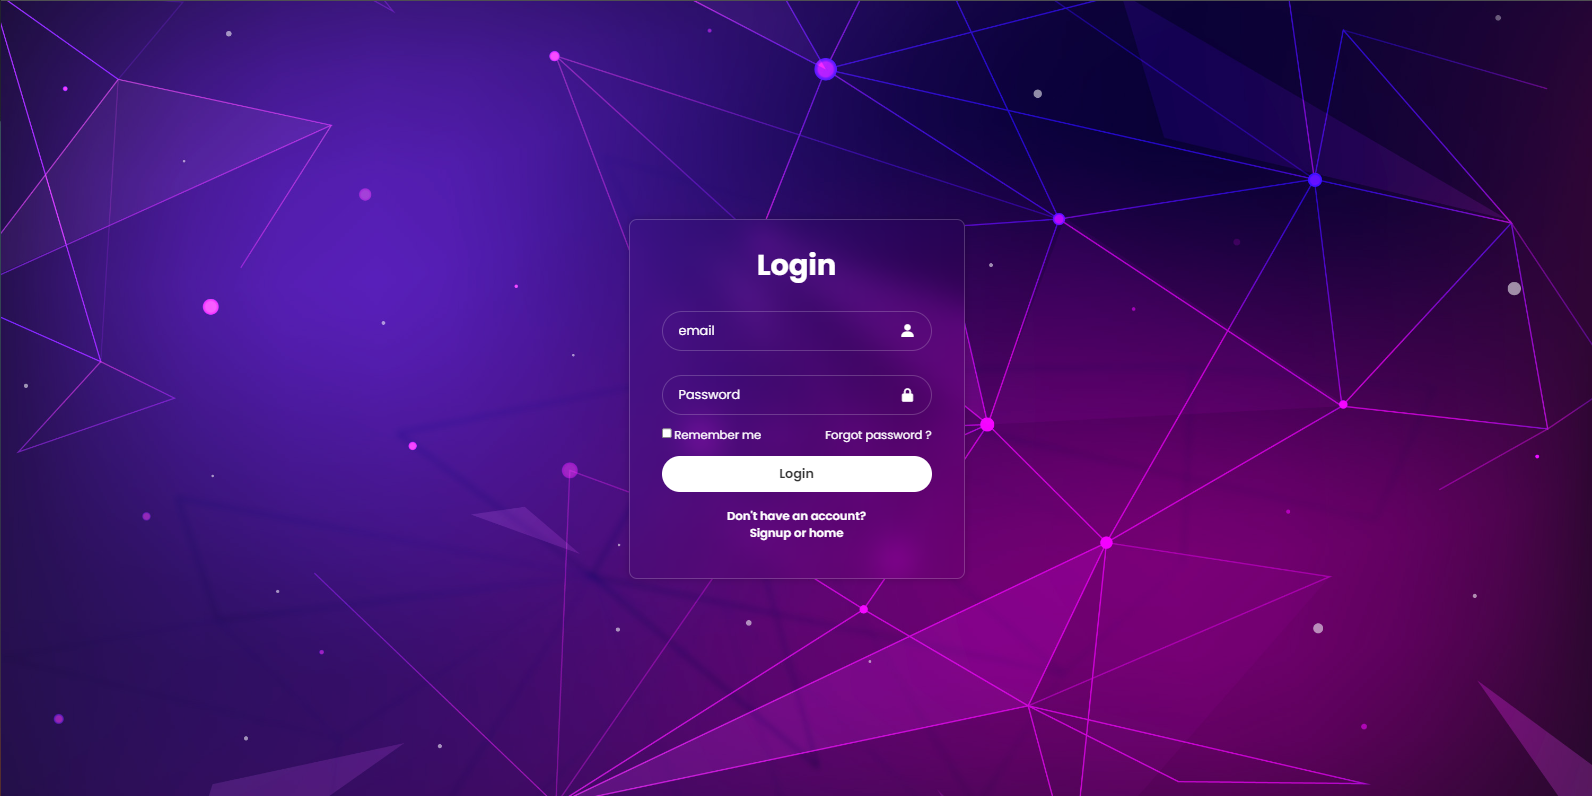 Login
email
Password
Remember me Forgot password ?
Login
Don't have an account?
Signup or home